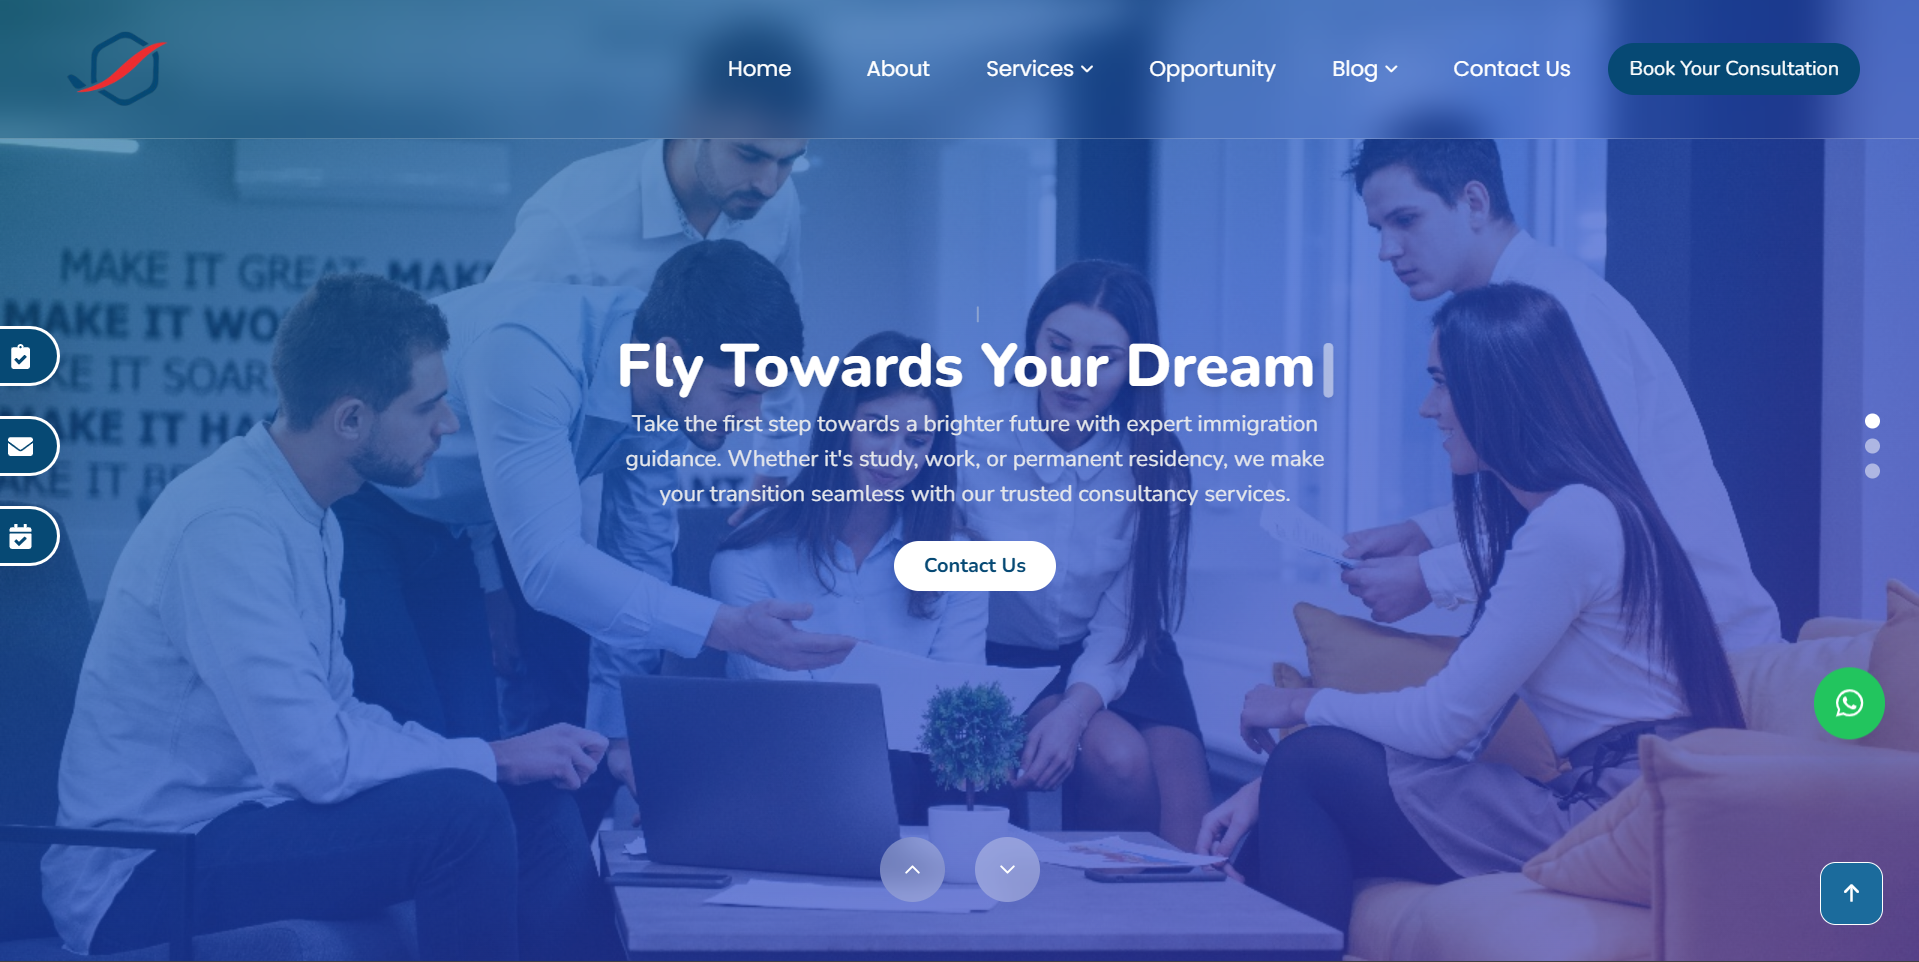 Home
About
Services
Opportunity
Blog
Contact Us
Book Your Consultation
MAKE IT GREAT MAKE
MAKE IT WO
KE IT SOAR
AKE IT HA
KE IT BE
Fly Towards Your Dream
Take the first step towards a brighter future with expert immigration
guidance. Whether it's study, work, or permanent residency, we make
your transition seamless with our trusted consultancy services.
Contact Us